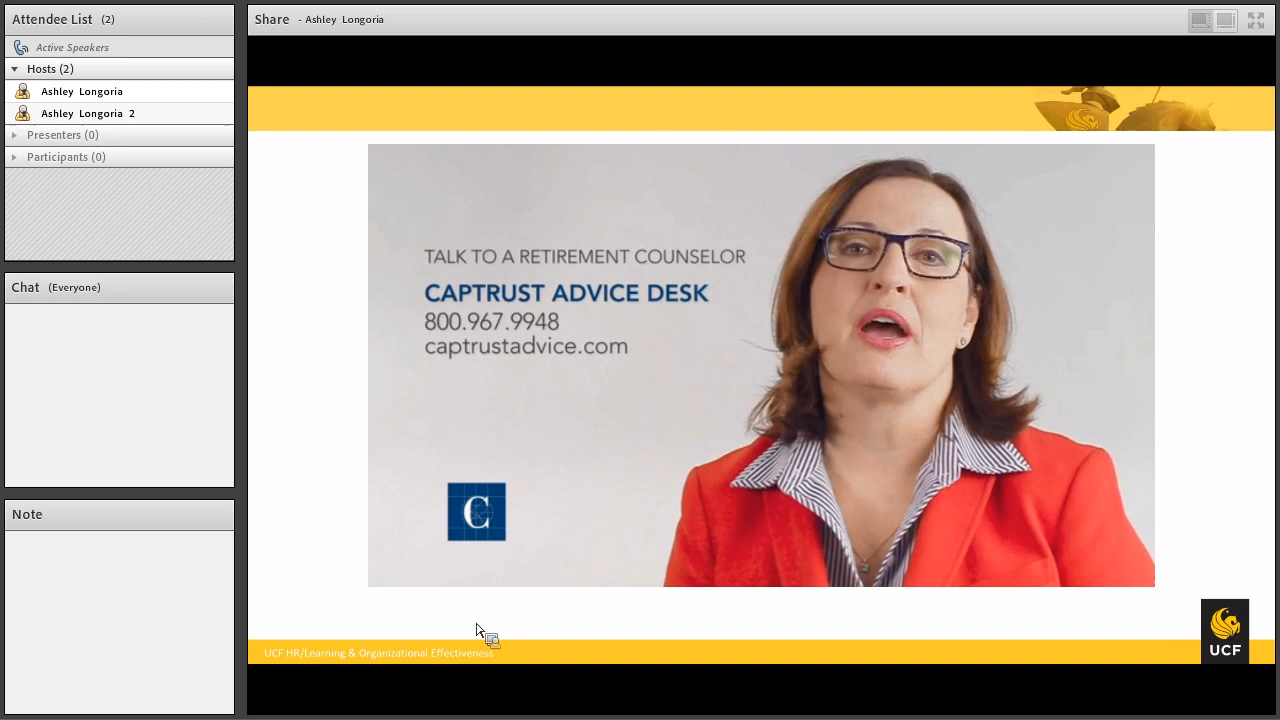 Attendee List (2)
Active Speakers
Hosts (2)
Ashley Longoria
Ashley Longoria 2
Presenters (0)
Participants (0)
Chat (Everyone)
Note
Share - Ashley Longoria
TALK TO A RETIREMENT COUNSELOR
CAPTRUST ADVICE DESK
800.967.9948
captrustadvice.com
C
UCF HR/Learning & Organizational Effectiveness
UCF